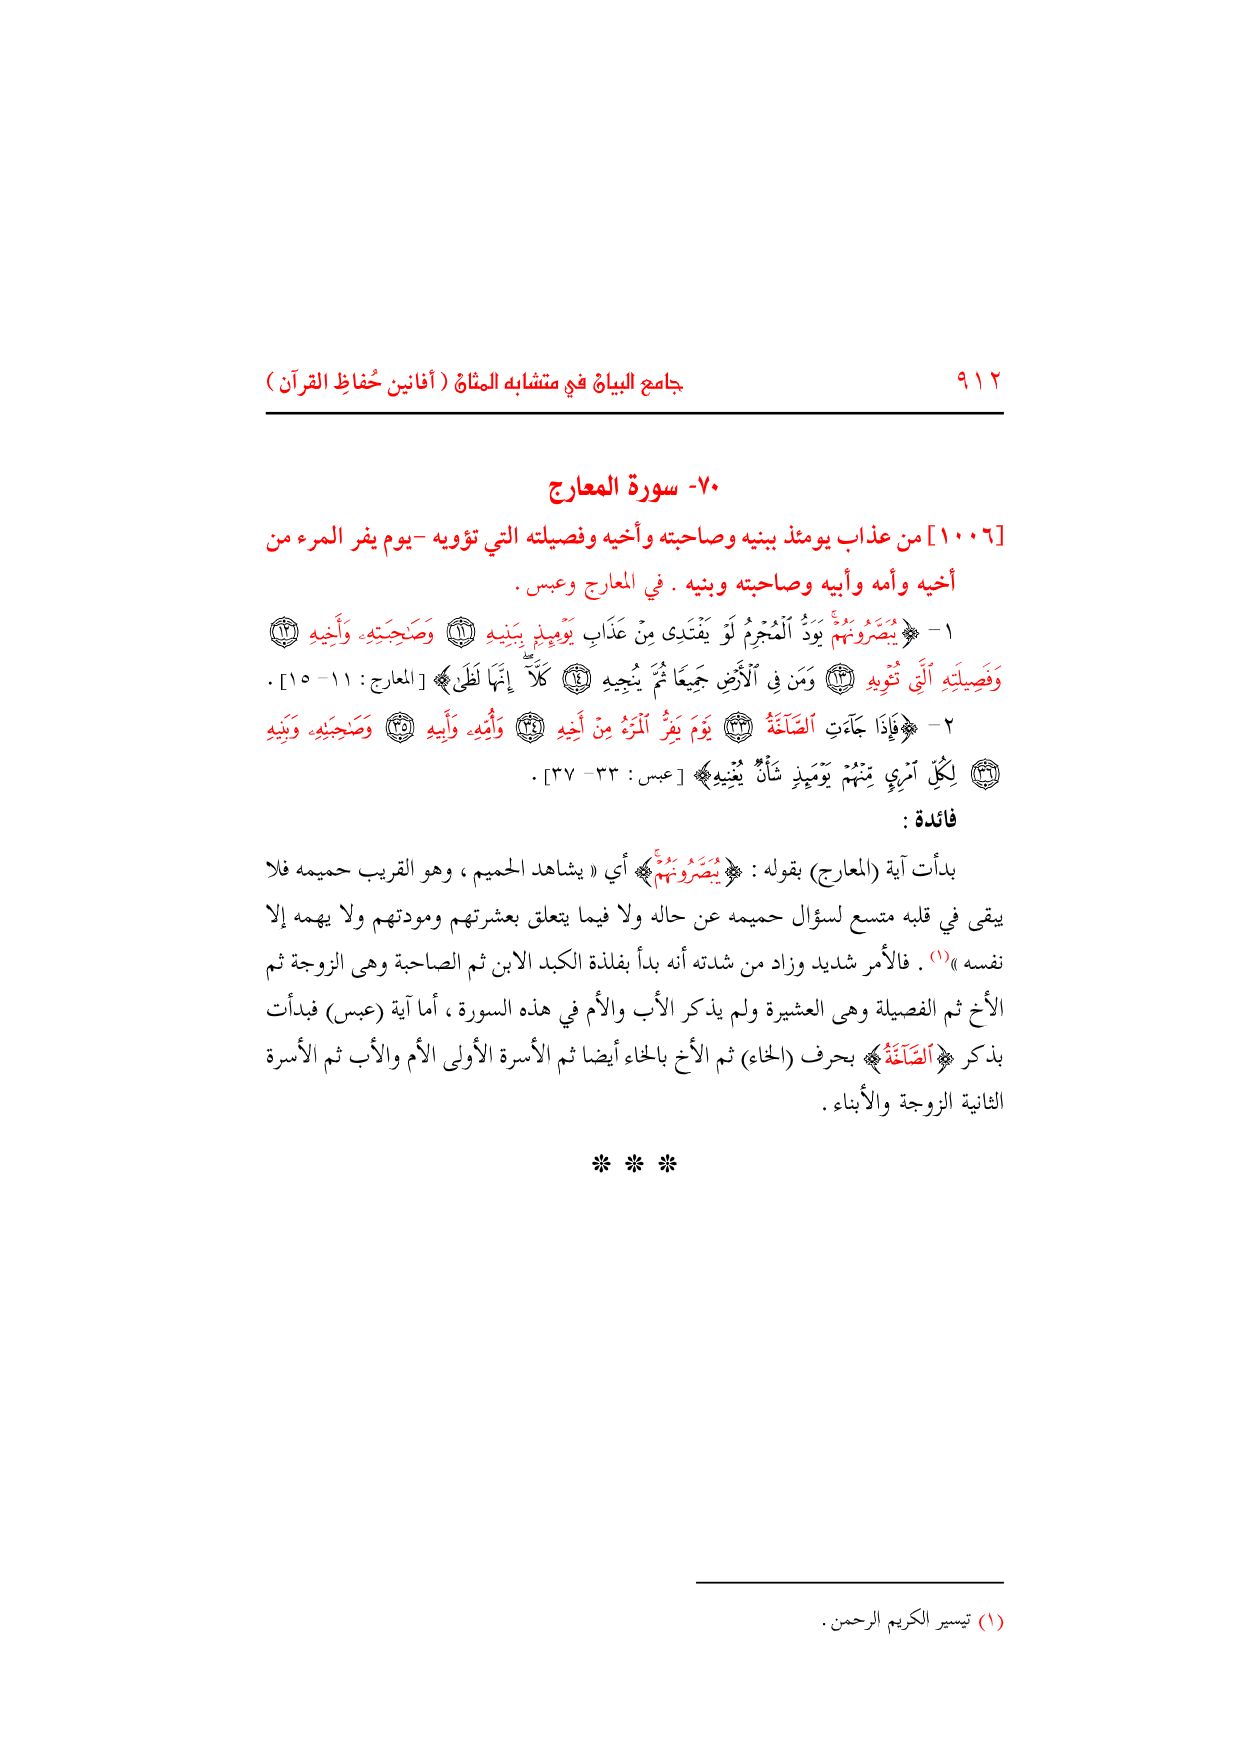 ٩١٢ جامع البيان في متشابه المثان ( أفانين حُفاظِ القرآن )
٧٠- سورة المعارج
[١٠٠٦] من عذاب يومئذ ببنيه وصاحبته وأخيه وفصيلته التي تؤويه –يوم يفر المرء من
أخيه وأمه وأبيه وصاحبته وبنيه . في المعارج وعبس .
١– ﴿يُبَصَّرُونَهُمۡۚ يَوَدُّ ٱلۡمُجۡرِمُ لَوۡ يَفۡتَدِي مِنۡ عَذَابِ يَوۡمِئِذِۭ بِبَنِيهِ ۝١١ وَصَٰحِبَتِهِۦ وَأَخِيهِ ۝١٢
وَفَصِيلَتِهِ ٱلَّتِي تُـٔۡوِيهِ ۝١٣ وَمَن فِي ٱلۡأَرۡضِ جَمِيعٗا ثُمَّ يُنجِيهِ ۝١٤ كَلَّآۖ إِنَّهَا لَظَىٰ﴾ [المعارج : ١١– ١٥] .
٢– ﴿فَإِذَا جَآءَتِ ٱلصَّآخَّةُ ۝٣٣ يَوۡمَ يَفِرُّ ٱلۡمَرۡءُ مِنۡ أَخِيهِ ۝٣٤ وَأُمِّهِۦ وَأَبِيهِ ۝٣٥ وَصَٰحِبَتِهِۦ وَبَنِيهِ
۝٣٦ لِكُلِّ ٱمۡرِيٕٖ مِّنۡهُمۡ يَوۡمَئِذٖ شَأۡنٞ يُغۡنِيهِ﴾ [عبس : ٣٣– ٣٧] .
فائدة :
بدأت آية (المعارج) بقوله : ﴿يُبَصَّرُونَهُمۡۚ﴾ أي « يشاهد الحميم ، وهو القريب حميمه فلا
يبقى في قلبه متسع لسؤال حميمه عن حاله ولا فيما يتعلق بعشرتهم ومودتهم ولا يهمه إلا
نفسه »(١) . فالأمر شديد وزاد من شدته أنه بدأ بفلذة الكبد الابن ثم الصاحبة وهى الزوجة ثم
الأخ ثم الفصيلة وهى العشيرة ولم يذكر الأب والأم في هذه السورة ، أما آية (عبس) فبدأت
بذكر ﴿ٱلصَّآخَّةُ﴾ بحرف (الخاء) ثم الأخ بالخاء أيضا ثم الأسرة الأولى الأم والأب ثم الأسرة
الثانية الزوجة والأبناء .
❊ ❊ ❊
(١) تيسير الكريم الرحمن .